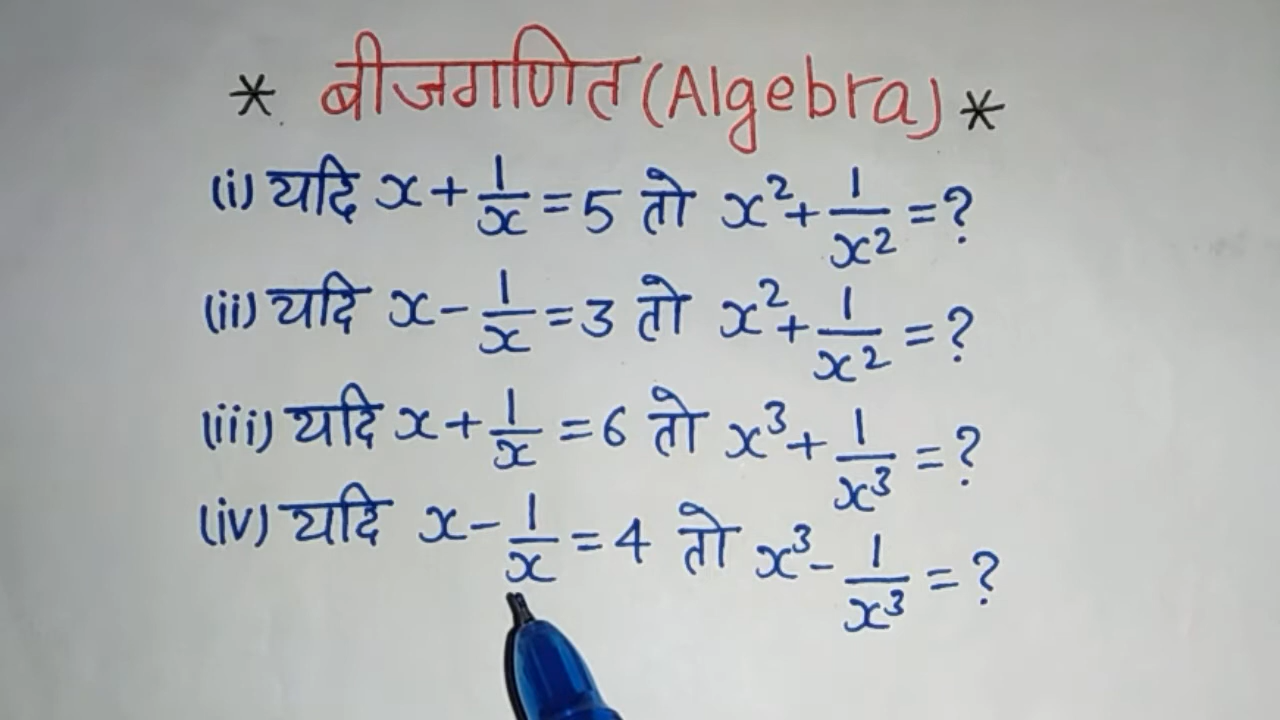 * बीजगणित (Algebra) *
(i) यदि x + 1/x = 5 तो x² + 1/x² = ?
(ii) यदि x - 1/x = 3 तो x² + 1/x² = ?
(iii) यदि x + 1/x = 6 तो x³ + 1/x³ = ?
(iv) यदि x - 1/x = 4 तो x³ - 1/x³ = ?